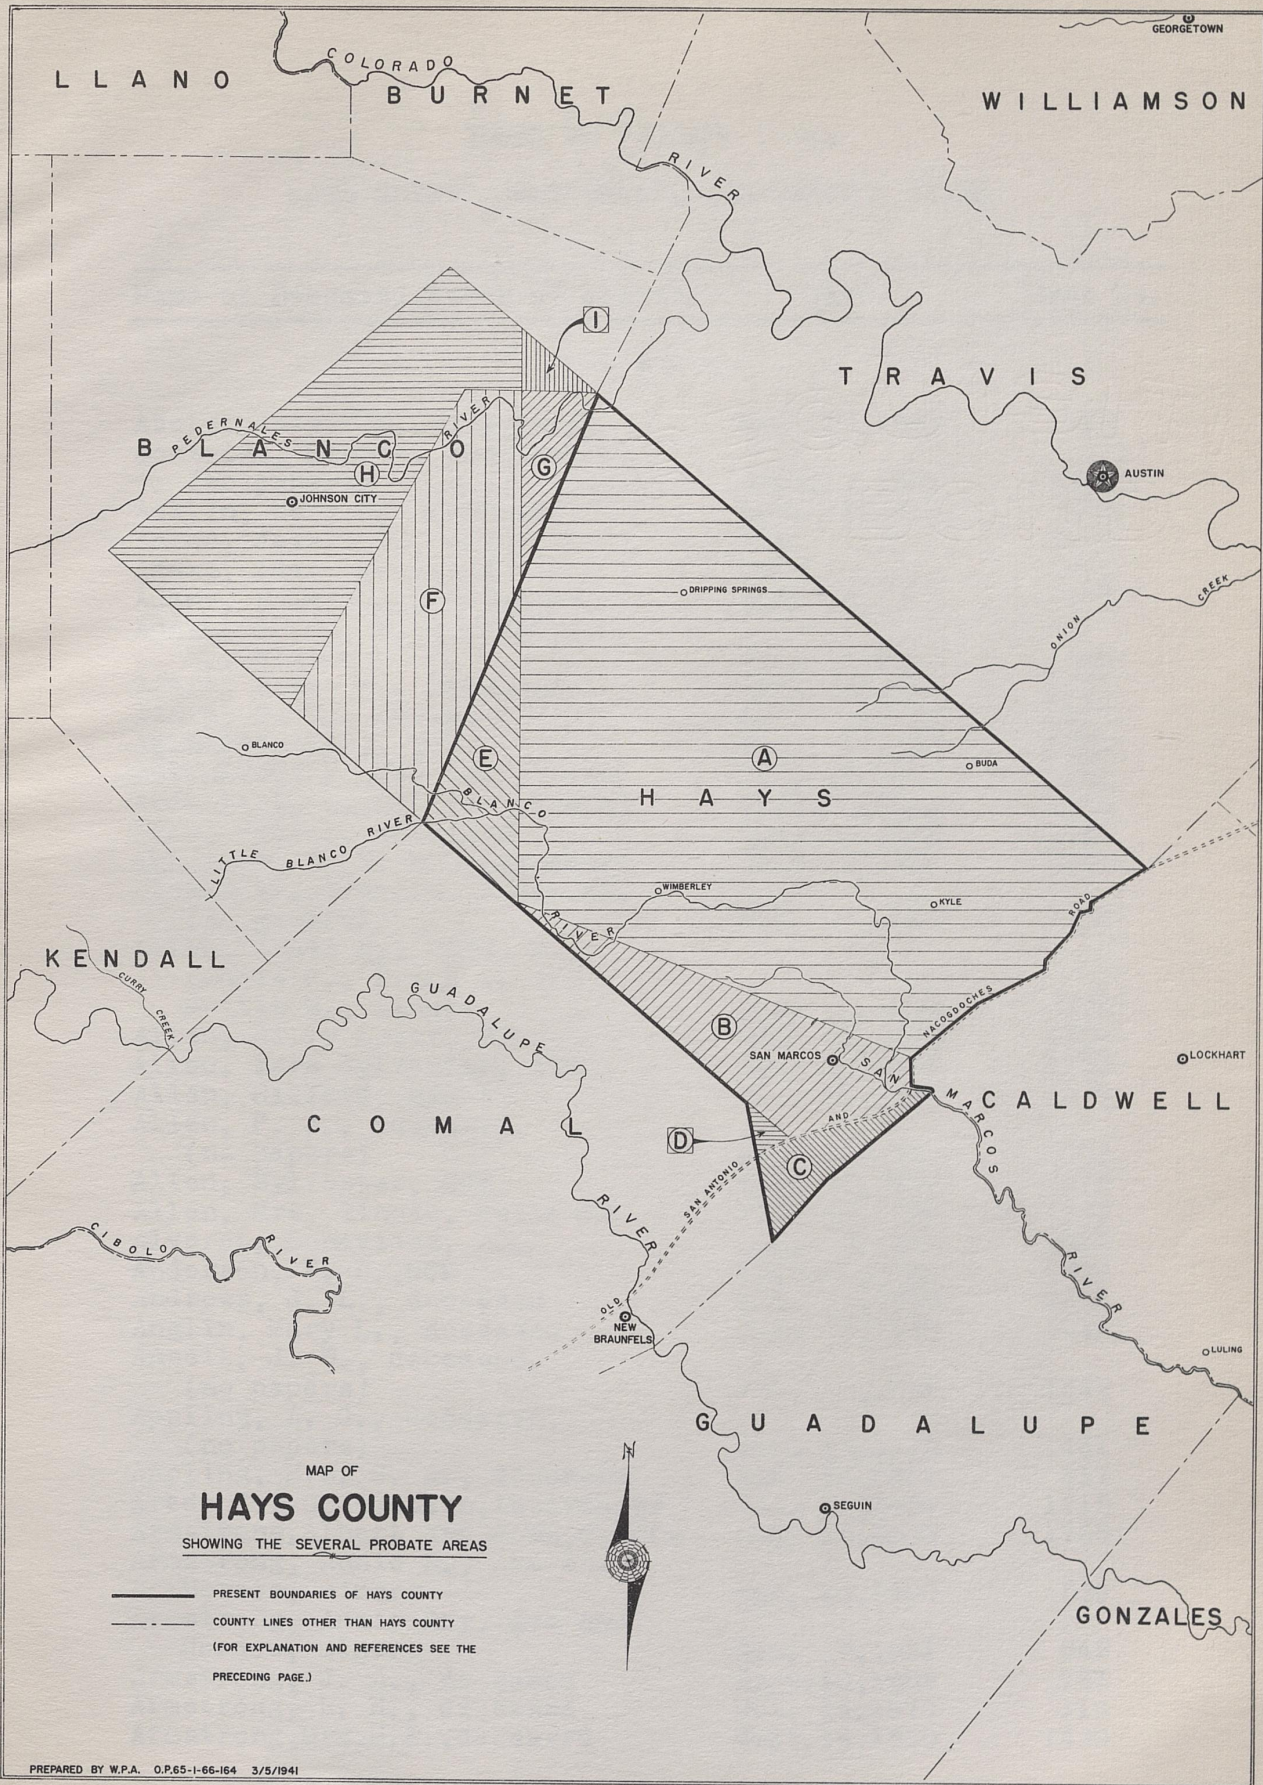 GEORGETOWN
LLANO
COLORADO
BURNET
WILLIAMSON
RIVER
I
TRAVIS
PEDERNALES
RIVER
BLANCO
G
H
AUSTIN
JOHNSON CITY
DRIPPING SPRINGS
F
CREEK
ONION
BLANCO
E
A
BUDA
HAYS
BLANCO
RIVER
LITTLE BLANCO
WIMBERLEY
KYLE
ROAD
RIVER
KENDALL
CURRY
CREEK
GUADALUPE
NACOGDOCHES
B
SAN MARCOS
SAN
LOCKHART
MARCOS
CALDWELL
COMAL
AND
D
C
SAN ANTONIO
RIVER
CIBOLO
RIVER
RIVER
OLD
NEW
BRAUNFELS
LULING
GUADALUPE
MAP OF
HAYS COUNTY
SHOWING THE SEVERAL PROBATE AREAS
N
SEGUIN
PRESENT BOUNDARIES OF HAYS COUNTY
COUNTY LINES OTHER THAN HAYS COUNTY
(FOR EXPLANATION AND REFERENCES SEE THE
PRECEDING PAGE.)
GONZALES
PREPARED BY W.P.A. O.P.65-1-66-164 3/5/1941